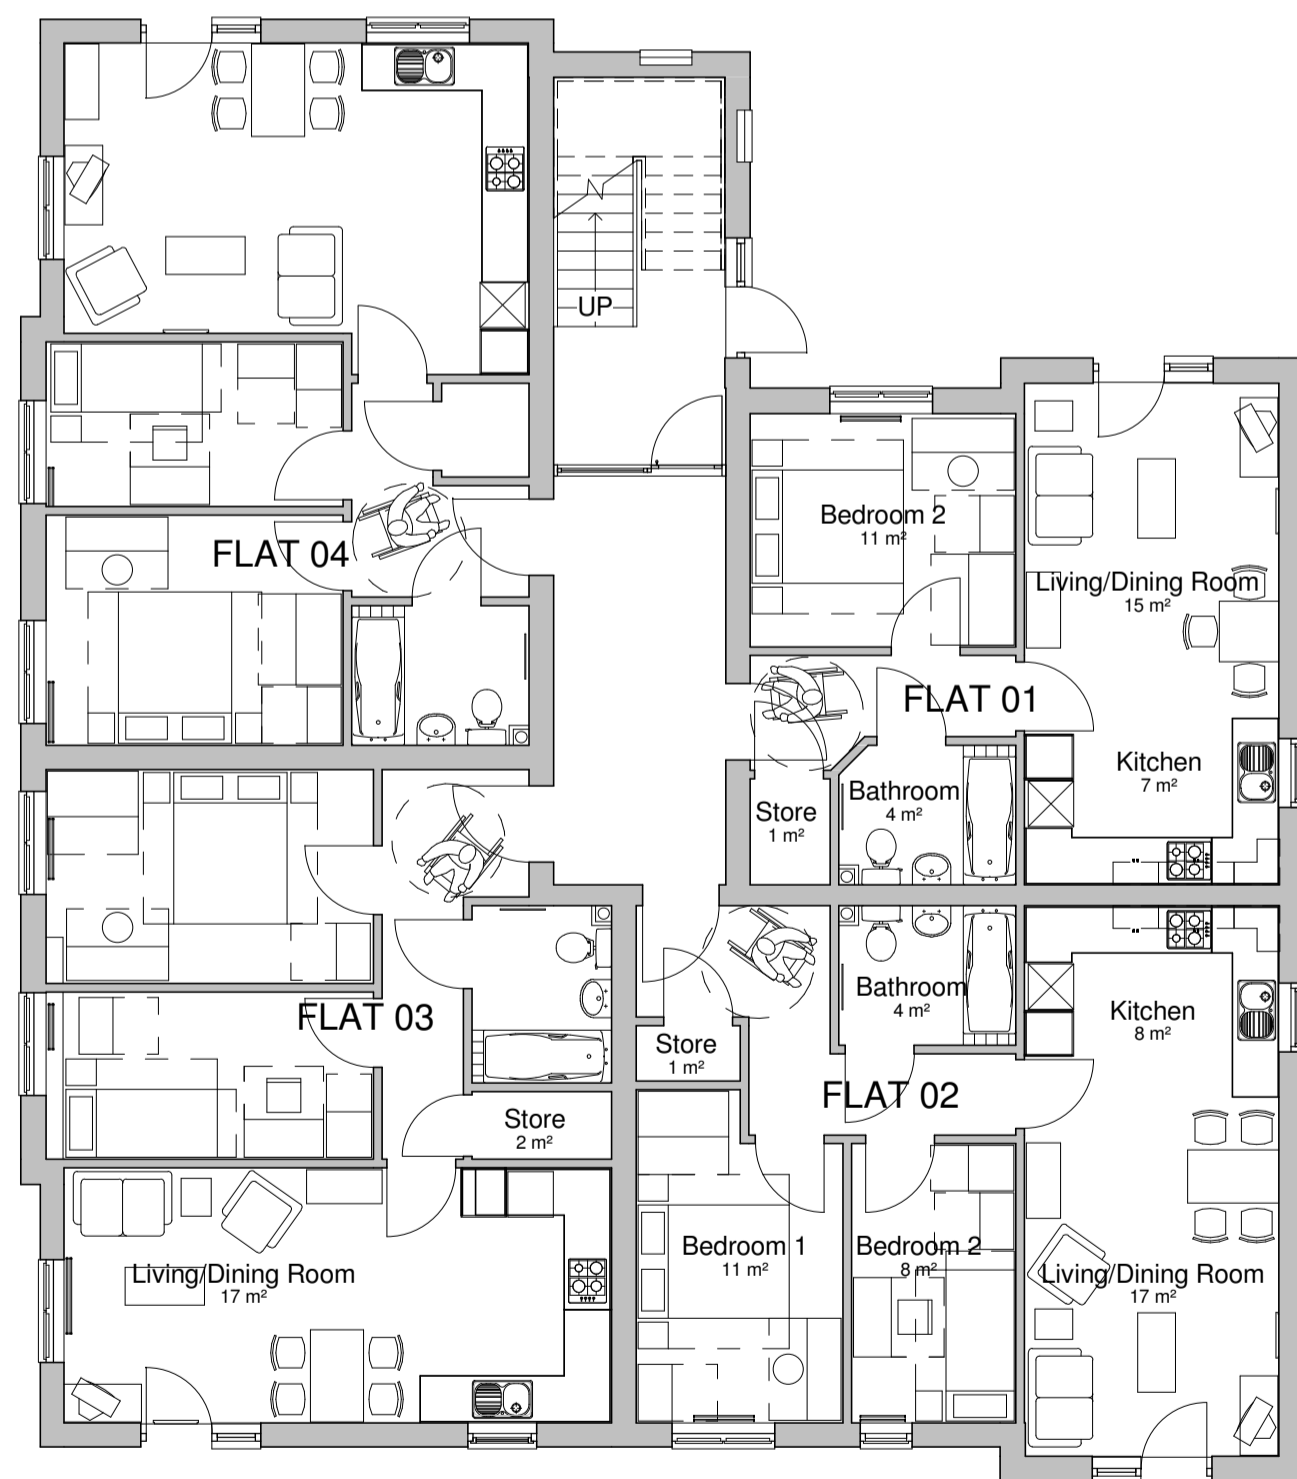 UP
FLAT 04
Bedroom 2
11 m²
Living/Dining Room
15 m²
FLAT 01
Kitchen
7 m²
Bathroom
4 m²
Store
1 m²
FLAT 03
Store
2 m²
Living/Dining Room
17 m²
Bathroom
4 m²
Kitchen
8 m²
Store
1 m²
FLAT 02
Bedroom 1
11 m²
Bedroom 2
8 m²
Living/Dining Room
17 m²